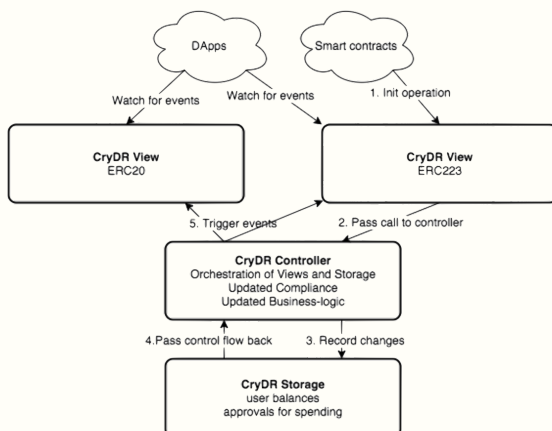 DApps
Smart contracts
Watch for events
Watch for events
1. Init operation
CryDR View
ERC20
CryDR View
ERC223
5. Trigger events
2. Pass call to controller
CryDR Controller
Orchestration of Views and Storage
Updated Compliance
Updated Business-logic
4.Pass control flow back
3. Record changes
CryDR Storage
user balances
approvals for spending